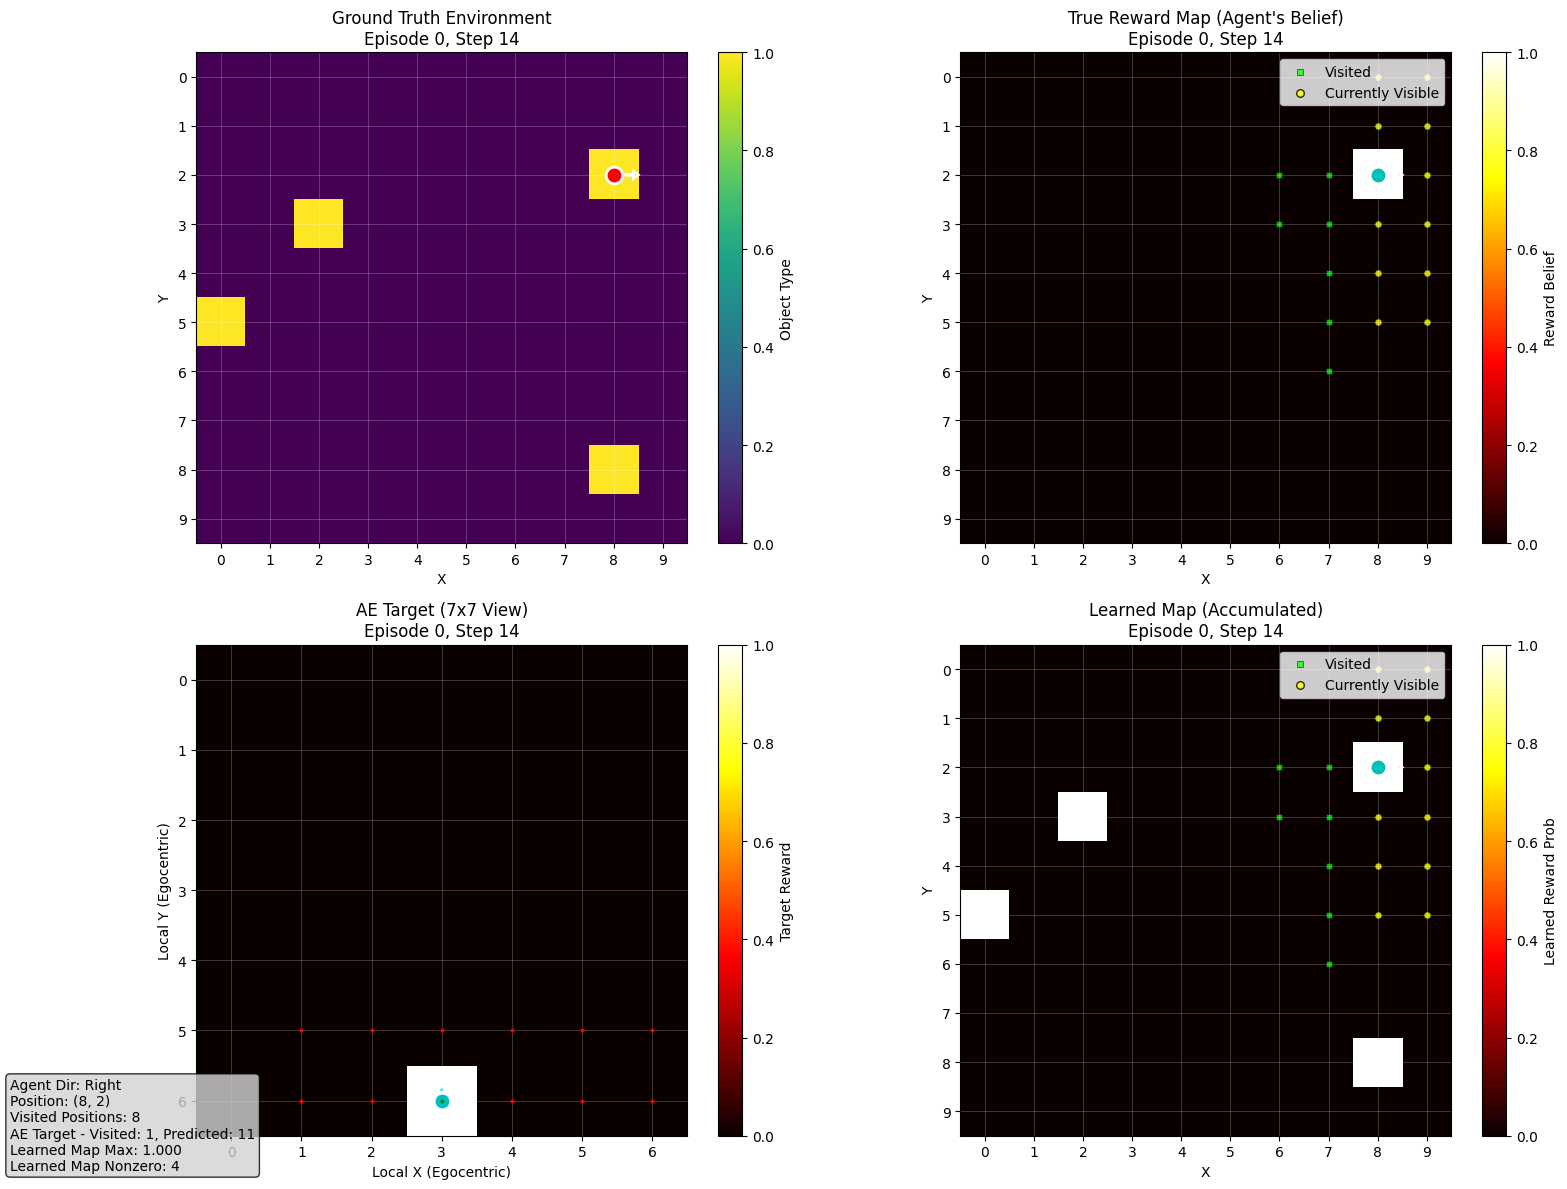 Ground Truth Environment
Episode 0, Step 14
0
1
2
3
4
5
6
7
8
9
Y
0 1 2 3 4 5 6 7 8 9
X
1.0
0.8
0.6
0.4
0.2
0.0
Object Type
True Reward Map (Agent's Belief)
Episode 0, Step 14
Visited
Currently Visible
0
1
2
3
4
5
6
7
8
9
Y
0 1 2 3 4 5 6 7 8 9
X
1.0
0.8
0.6
0.4
0.2
0.0
Reward Belief
AE Target (7x7 View)
Episode 0, Step 14
0
1
2
3
4
5
6
Local Y (Egocentric)
0 1 2 3 4 5 6
Local X (Egocentric)
1.0
0.8
0.6
0.4
0.2
0.0
Target Reward
Agent Dir: Right
Position: (8, 2)
Visited Positions: 8
AE Target - Visited: 1, Predicted: 11
Learned Map Max: 1.000
Learned Map Nonzero: 4
Learned Map (Accumulated)
Episode 0, Step 14
Visited
Currently Visible
0
1
2
3
4
5
6
7
8
9
Y
0 1 2 3 4 5 6 7 8 9
X
1.0
0.8
0.6
0.4
0.2
0.0
Learned Reward Prob